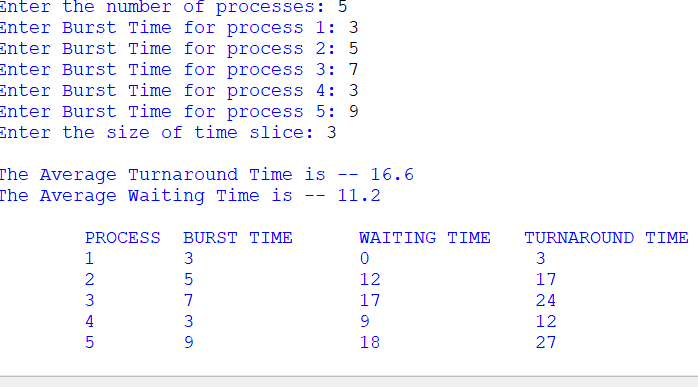 Enter the number of processes: 5
Enter Burst Time for process 1: 3
Enter Burst Time for process 2: 5
Enter Burst Time for process 3: 7
Enter Burst Time for process 4: 3
Enter Burst Time for process 5: 9
Enter the size of time slice: 3
The Average Turnaround Time is -- 16.6
The Average Waiting Time is -- 11.2
PROCESS BURST TIME WAITING TIME TURNAROUND TIME
1 3 0 3
2 5 12 17
3 7 17 24
4 3 9 12
5 9 18 27